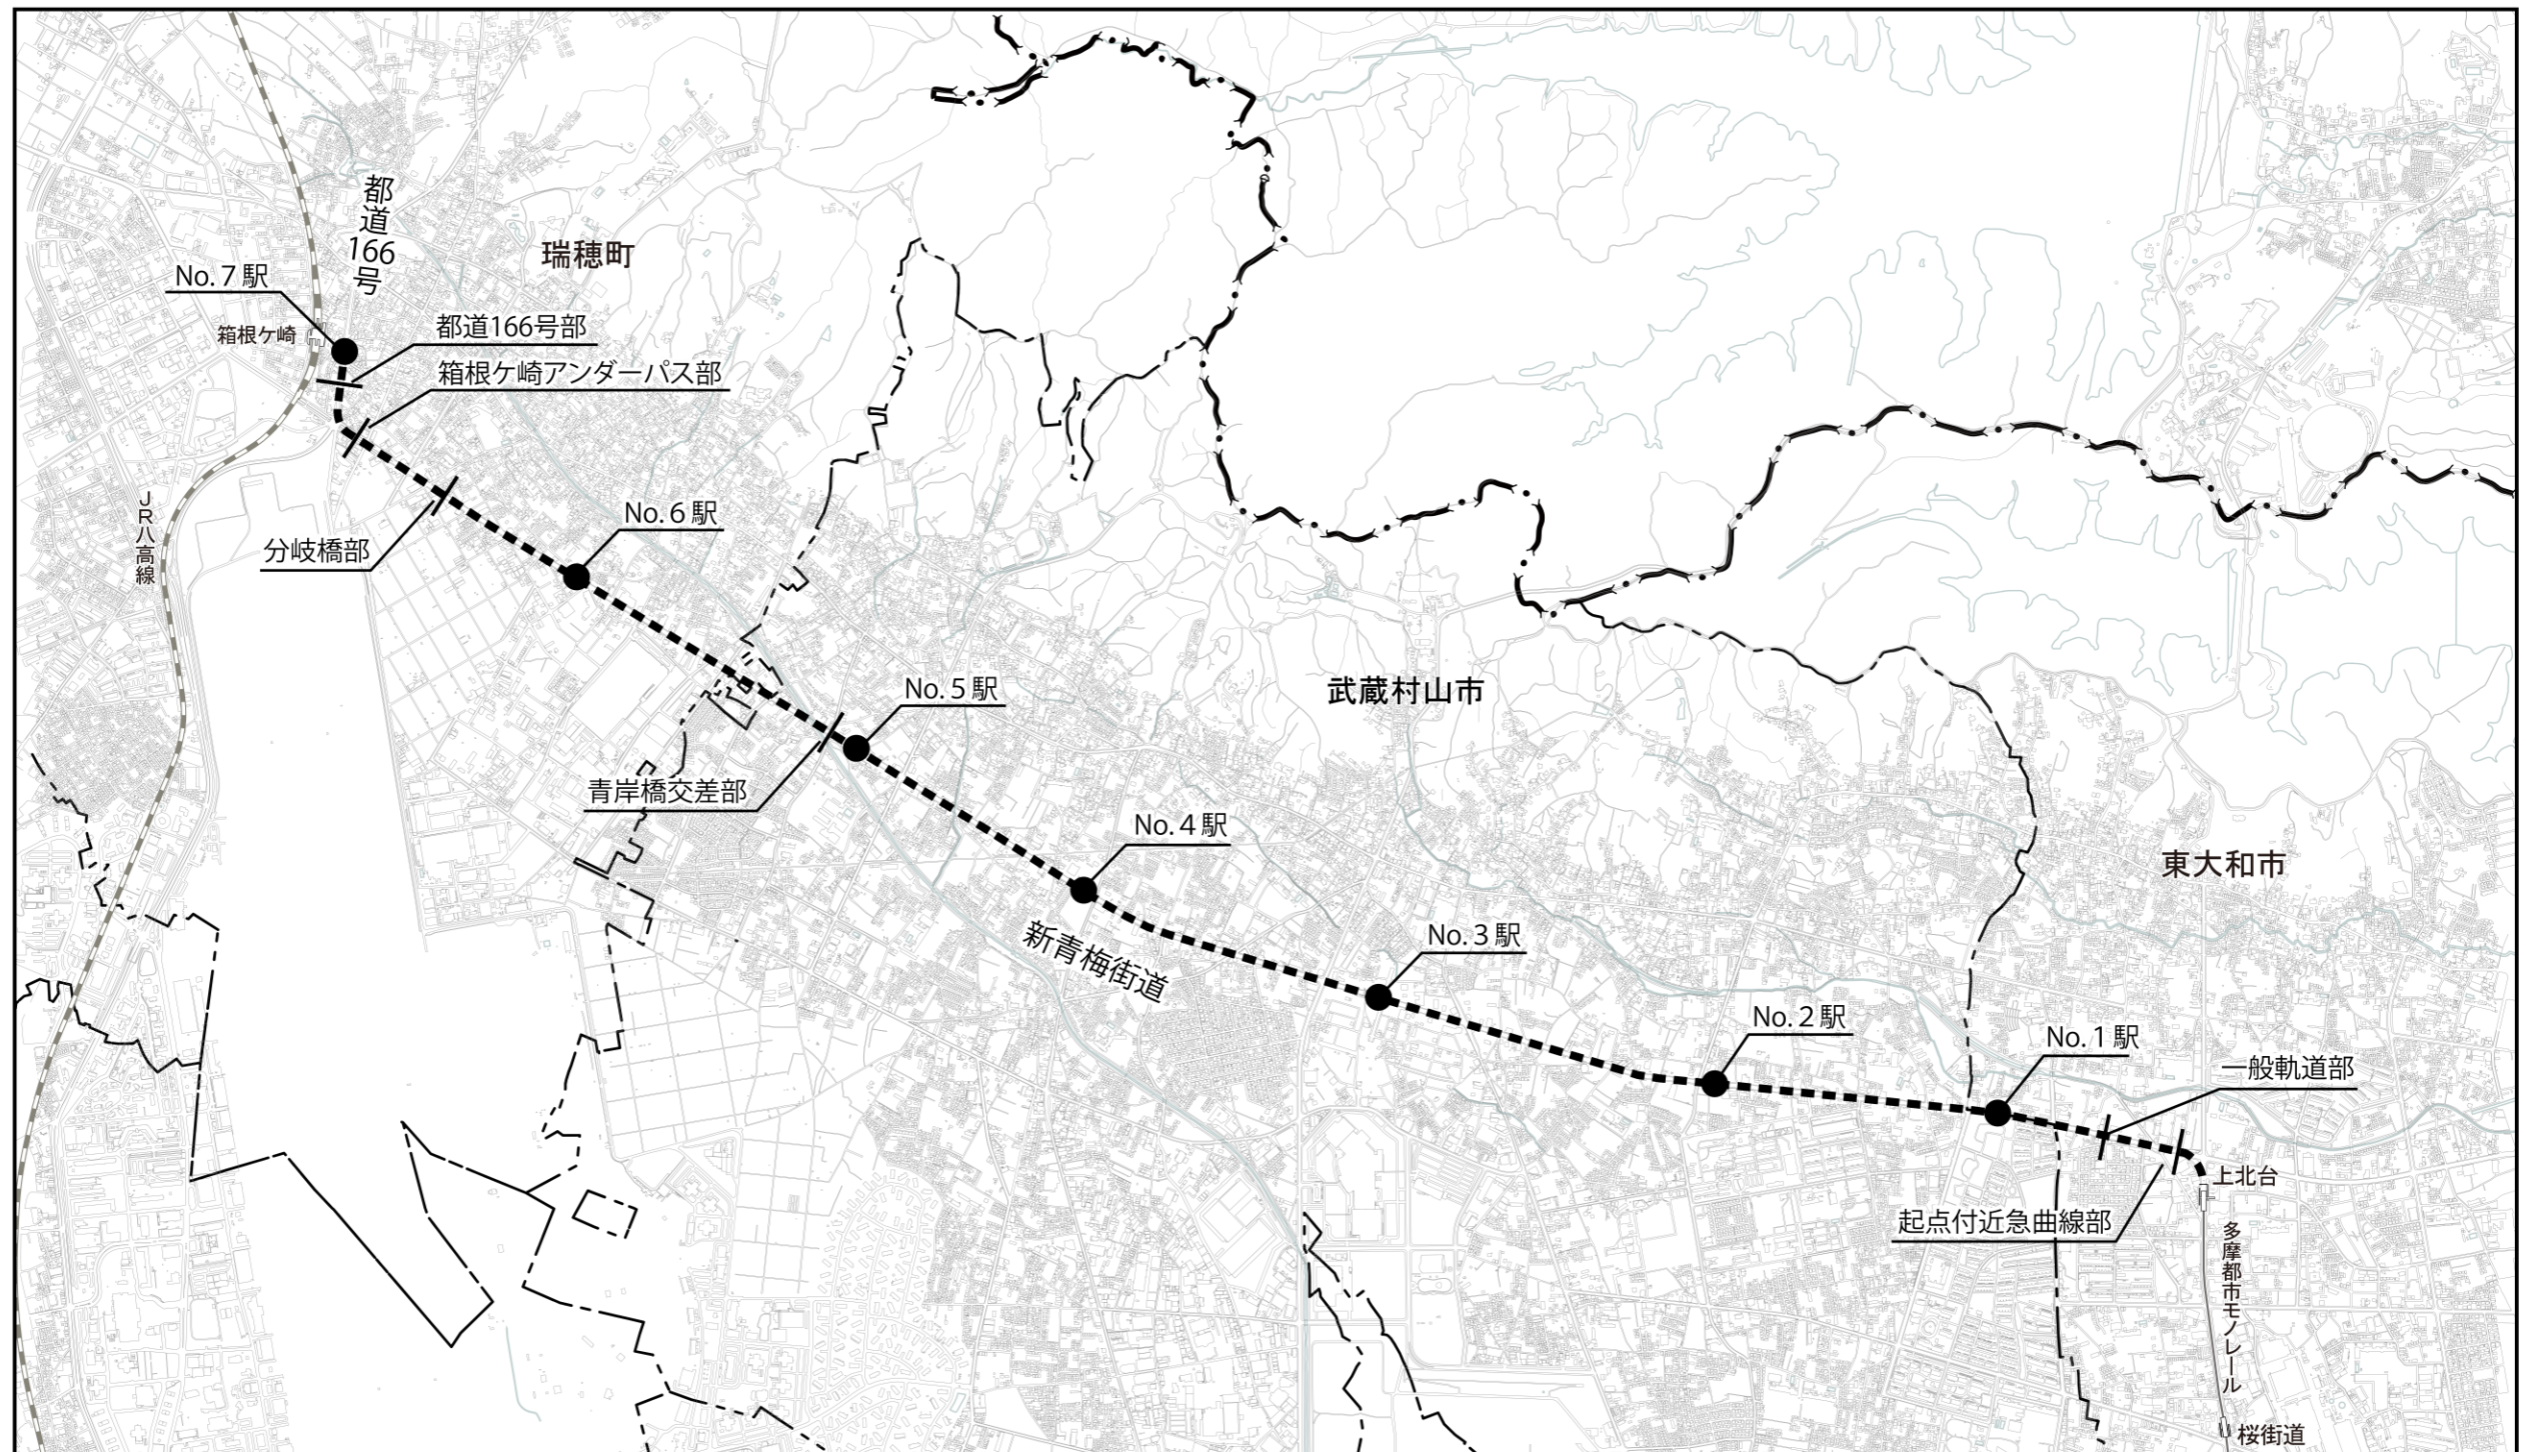 都道166号
瑞穂町
No.7駅
箱根ケ崎
都道166号部
箱根ケ崎アンダーパス部
JR八高線
分岐橋部
No.6駅
No.5駅
青岸橋交差部
武蔵村山市
No.4駅
新青梅街道
No.3駅
東大和市
No.2駅
No.1駅
一般軌道部
上北台
起点付近急曲線部
多摩都市モノレール
桜街道